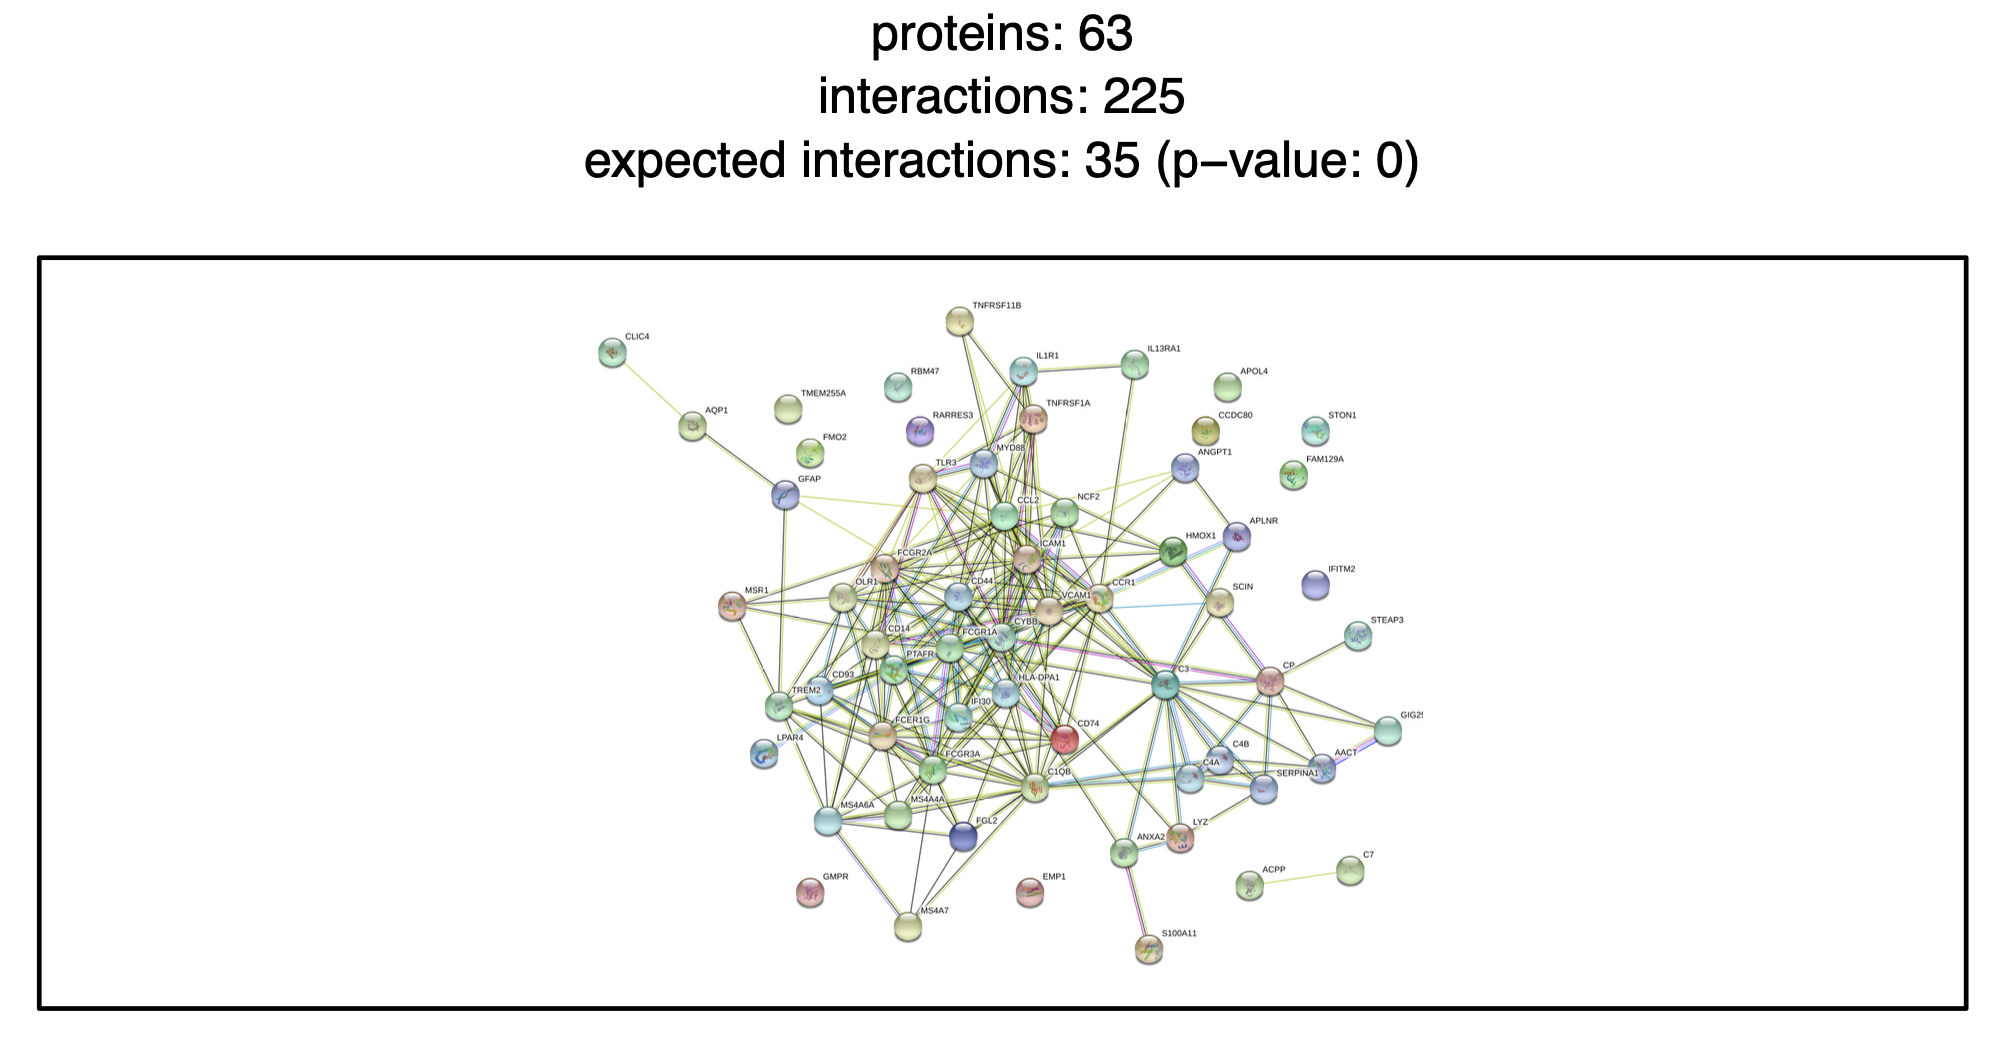 proteins: 63
interactions: 225
expected interactions: 35 (p−value: 0)
TNFRSF11B
CLIC4
IL1R1
IL13RA1
RBM47
APOL4
TMEM255A
AQP1
TNFRSF1A
RARRES3
CCDC80
STON1
FMO2
MYD88
ANGPT1
TLR3
FAM129A
GFAP
CCL2
NCF2
APLNR
HMOX1
ICAM1
FCGR2A
IFITM2
OLR1
CD44
CCR1
SCIN
MSR1
VCAM1
STEAP3
CYBB
CD14
FCGR1A
PTAFR
CP
C3
CD93
HLA-DPA1
TREM2
IFI30
GIG25
FCER1G
CD74
LPAR4
C4B
AACT
FCGR3A
C4A
C1QB
SERPINA1
MS4A6A
MS4A4A
FGL2
LYZ
ANXA2
C7
ACPP
GMPR
EMP1
MS4A7
S100A11